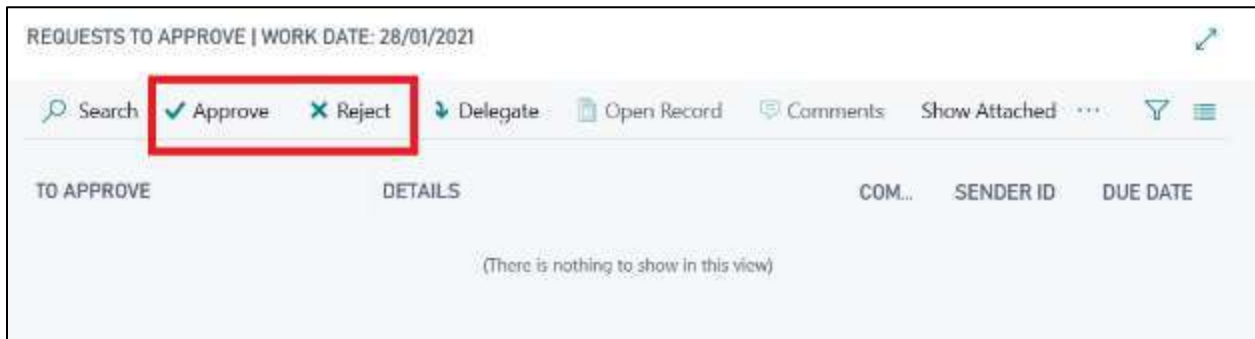 REQUESTS TO APPROVE | WORK DATE: 28/01/2021
Search Approve Reject Delegate Open Record Comments Show Attached ...
TO APPROVE DETAILS COM... SENDER ID DUE DATE
(There is nothing to show in this view)